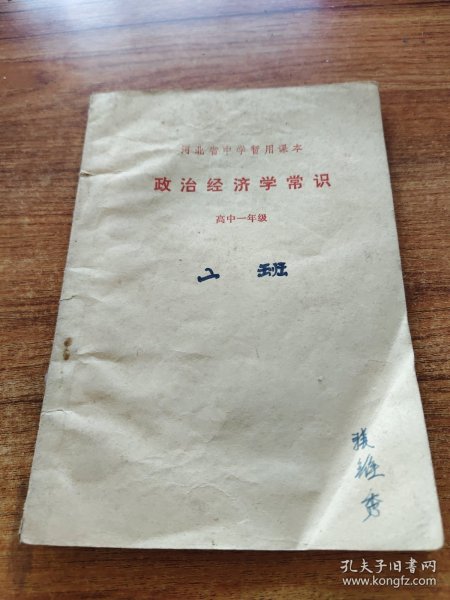 河北省中学暂用课本
政治经济学常识
高中一年级
班
秀
孔夫子旧书网
www.kongfz.com